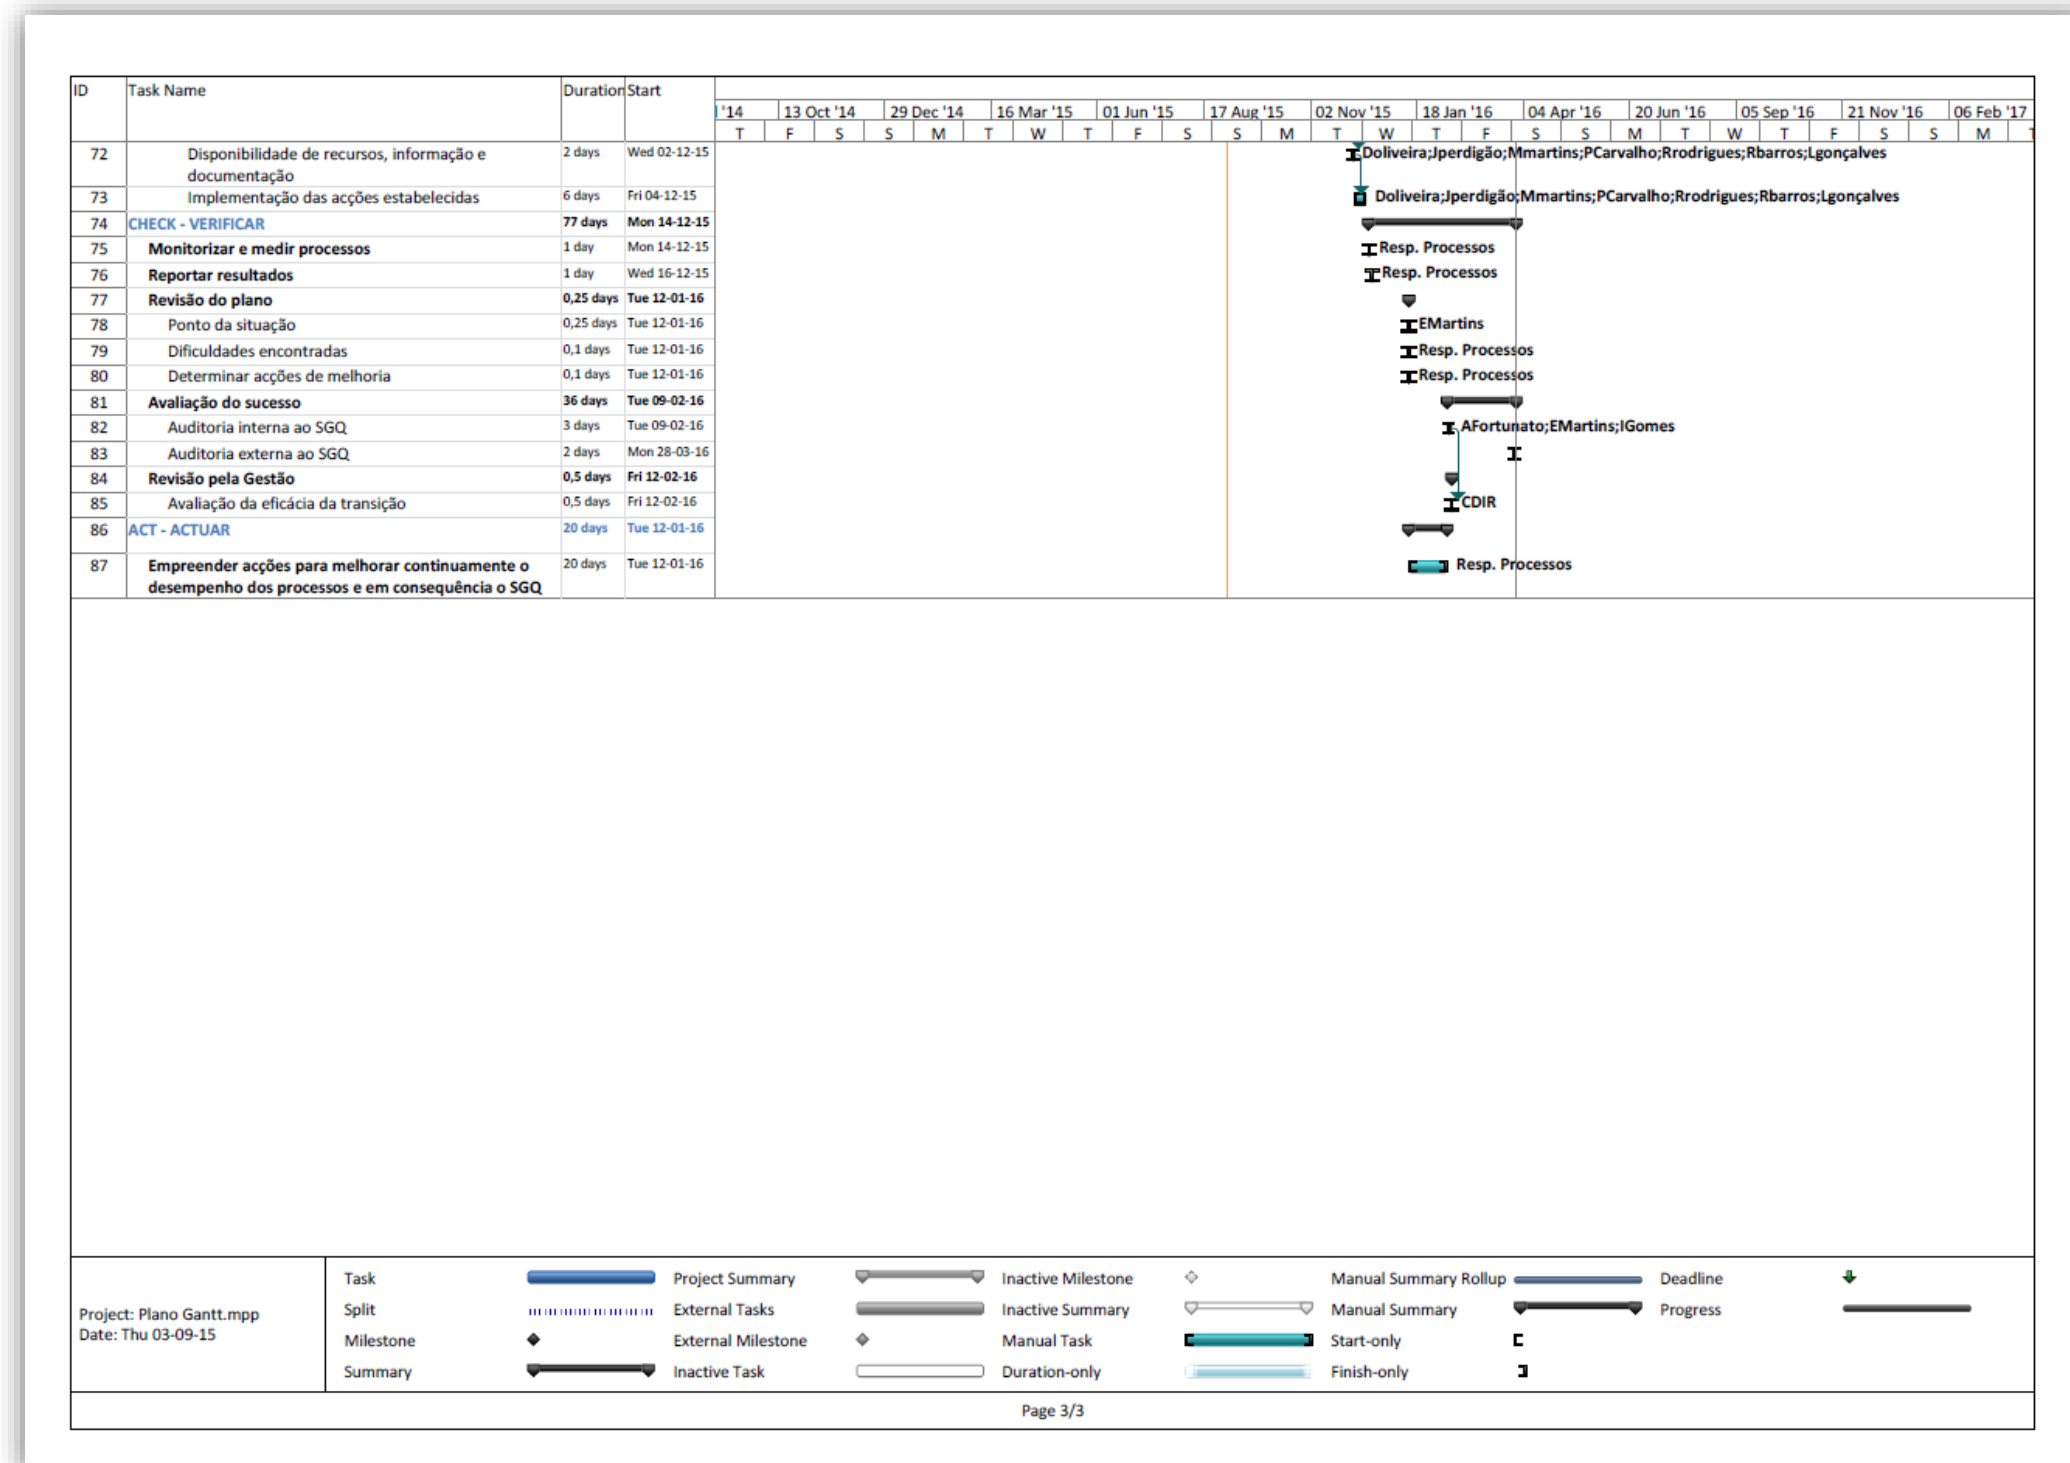 ID Task Name Duration Start
'14 13 Oct '14 29 Dec '14 16 Mar '15 01 Jun '15 17 Aug '15 02 Nov '15 18 Jan '16 04 Apr '16 20 Jun '16 05 Sep '16 21 Nov '16 06 Feb '17
T F S S M T W T F S S M T W T F S S M T W T F S S M
72 Disponibilidade de recursos, informação e 2 days Wed 02-12-15 Doliveira;Jperdigão;Mmartins;PCarvalho;Rrodrigues;Rbarros;Lgonçalves
documentação
73 Implementação das acções estabelecidas 6 days Fri 04-12-15 Doliveira;Jperdigão;Mmartins;PCarvalho;Rrodrigues;Rbarros;Lgonçalves
74 CHECK - VERIFICAR 77 days Mon 14-12-15
75 Monitorizar e medir processos 1 day Mon 14-12-15 Resp. Processos
76 Reportar resultados 1 day Wed 16-12-15 Resp. Processos
77 Revisão do plano 0,25 days Tue 12-01-16
78 Ponto da situação 0,25 days Tue 12-01-16 EMartins
79 Dificuldades encontradas 0,1 days Tue 12-01-16 Resp. Processos
80 Determinar acções de melhoria 0,1 days Tue 12-01-16 Resp. Processos
81 Avaliação do sucesso 36 days Tue 09-02-16
82 Auditoria interna ao SGQ 3 days Tue 09-02-16 AFortunato;EMartins;IGomes
83 Auditoria externa ao SGQ 2 days Mon 28-03-16
84 Revisão pela Gestão 0,5 days Fri 12-02-16
85 Avaliação da eficácia da transição 0,5 days Fri 12-02-16 CDIR
86 ACT - ACTUAR 20 days Tue 12-01-16
87 Empreender acções para melhorar continuamente o 20 days Tue 12-01-16 Resp. Processos
desempenho dos processos e em consequência o SGQ
Project: Plano Gantt.mpp
Date: Thu 03-09-15
Task Project Summary Inactive Milestone Manual Summary Rollup Deadline
Split External Tasks Inactive Summary Manual Summary Progress
Milestone External Milestone Manual Task Start-only
Summary Inactive Task Duration-only Finish-only
Page 3/3